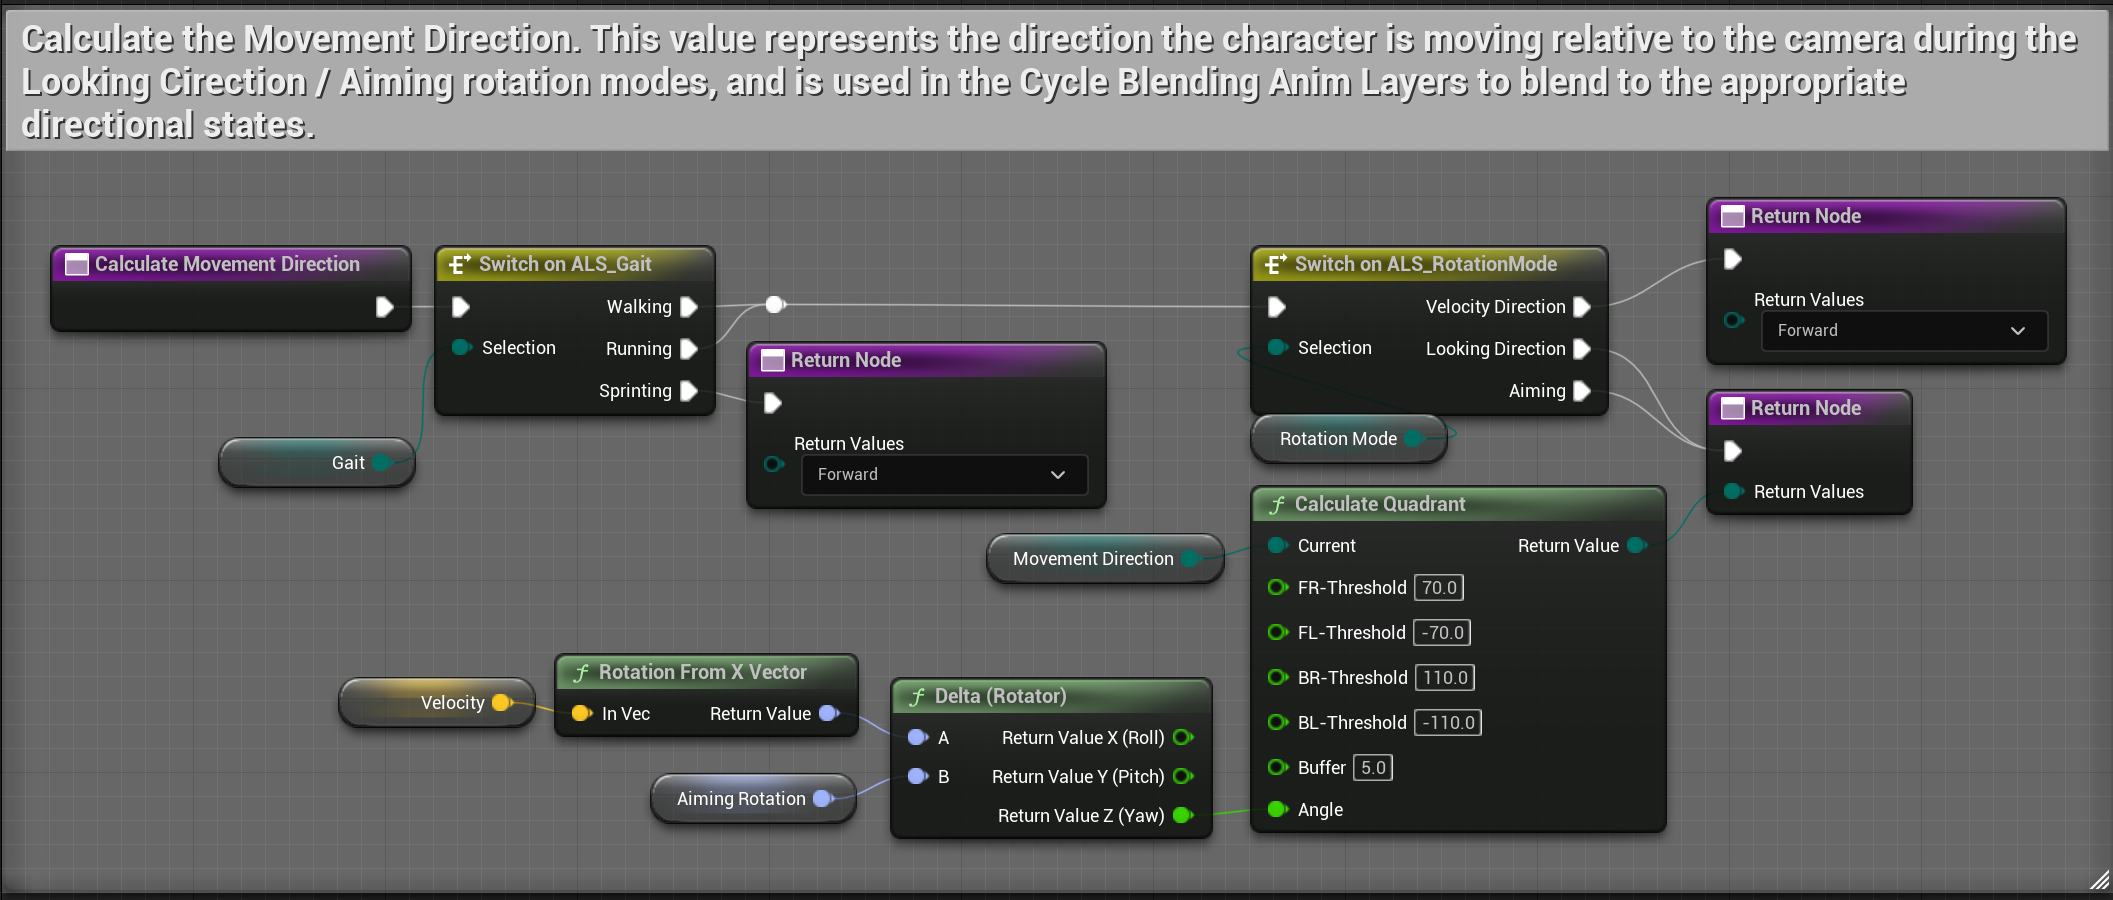 Calculate the Movement Direction. This value represents the direction the character is moving relative to the camera during the
Looking Cirection / Aiming rotation modes, and is used in the Cycle Blending Anim Layers to blend to the appropriate
directional states.
Calculate Movement Direction
Switch on ALS_Gait
Walking
Selection
Running
Sprinting
Gait
Return Node
Return Values
Forward
Switch on ALS_RotationMode
Velocity Direction
Selection
Looking Direction
Aiming
Rotation Mode
Return Node
Return Values
Forward
Return Node
Return Values
Movement Direction
Calculate Quadrant
Current
Return Value
FR-Threshold 70.0
FL-Threshold -70.0
BR-Threshold 110.0
BL-Threshold -110.0
Buffer 5.0
Angle
Velocity
Rotation From X Vector
In Vec
Return Value
Aiming Rotation
Delta (Rotator)
A
Return Value X (Roll)
B
Return Value Y (Pitch)
Return Value Z (Yaw)